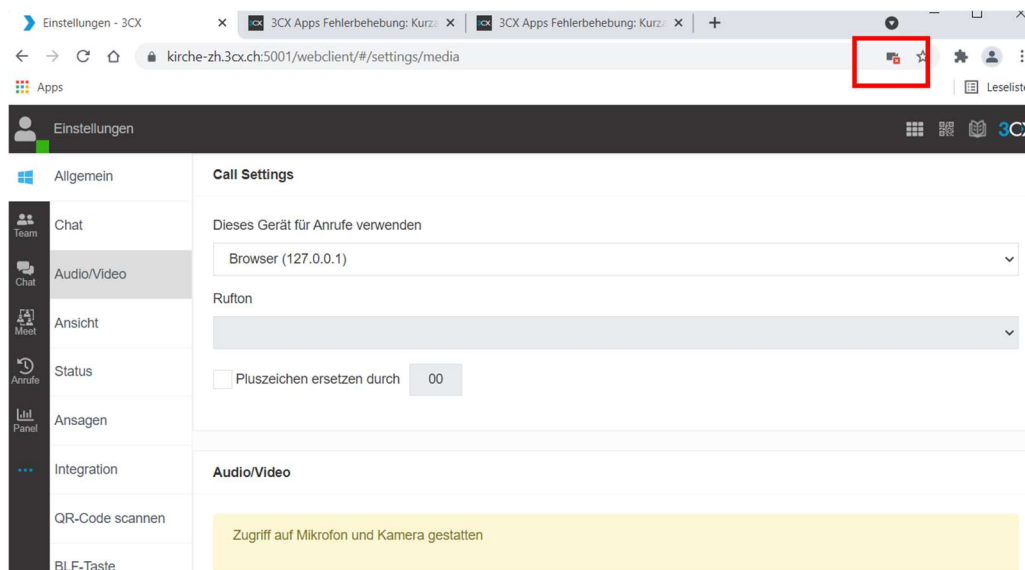 Einstellungen - 3CX
3CX Apps Fehlerbehebung: Kurza
3CX Apps Fehlerbehebung: Kurza
kirche-zh.3cx.ch:5001/webclient/#/settings/media
Apps
Leseliste
Einstellungen
3CX
Allgemein
Call Settings
Team
Chat
Dieses Gerät für Anrufe verwenden
Browser (127.0.0.1)
Chat
Audio/Video
Rufton
Meet
Ansicht
Anrufe
Status
Pluszeichen ersetzen durch
00
Panel
Ansagen
Integration
Audio/Video
QR-Code scannen
Zugriff auf Mikrofon und Kamera gestatten
BLF-Taste